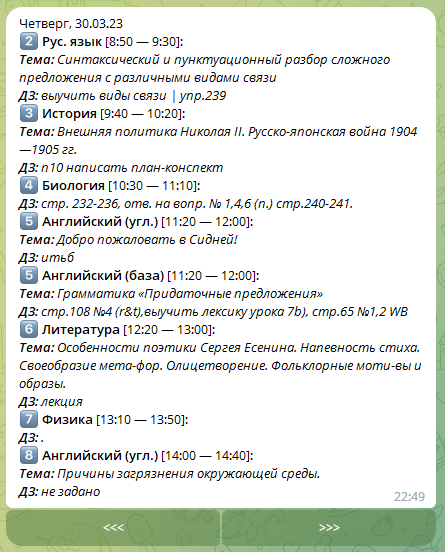 Четверг, 30.03.23
2 Рус. язык [8:50 — 9:30]:
Тема: Синтаксический и пунктуационный разбор сложного
предложения с различными видами связи
ДЗ: выучить виды связи | упр.239
3 История [9:40 — 10:20]:
Тема: Внешняя политика Николая II. Русско-японская война 1904
—1905 гг.
ДЗ: п10 написать план-конспект
4 Биология [10:30 — 11:10]:
ДЗ: стр. 232-236, отв. на вопр. № 1,4,6 (п.) стр.240-241.
5 Английский (угл.) [11:20 — 12:00]:
Тема: Добро пожаловать в Сидней!
ДЗ: итьб
5 Английский (база) [11:20 — 12:00]:
Тема: Грамматика «Придаточные предложения»
ДЗ: стр.108 №4 (r&t),выучить лексику урока 7b), стр.65 №1,2 WB
6 Литература [12:20 — 13:00]:
Тема: Особенности поэтики Сергея Есенина. Напевность стиха.
Своеобразие мета-фор. Олицетворение. Фольклорные моти-вы и
образы.
ДЗ: лекция
7 Физика [13:10 — 13:50]:
ДЗ: .
8 Английский (угл.) [14:00 — 14:40]:
Тема: Причины загрязнения окружающей среды.
ДЗ: не задано
22:49
<<< >>>